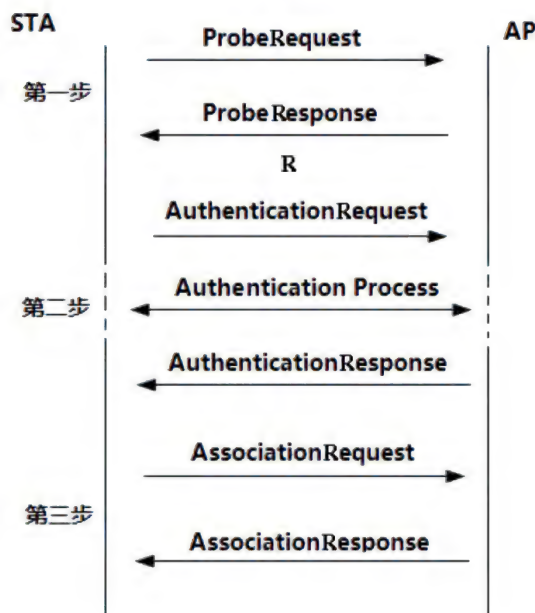 STA
AP
ProbeRequest
第一步
ProbeResponse
R
AuthenticationRequest
Authentication Process
第二步
AuthenticationResponse
AssociationRequest
第三步
AssociationResponse